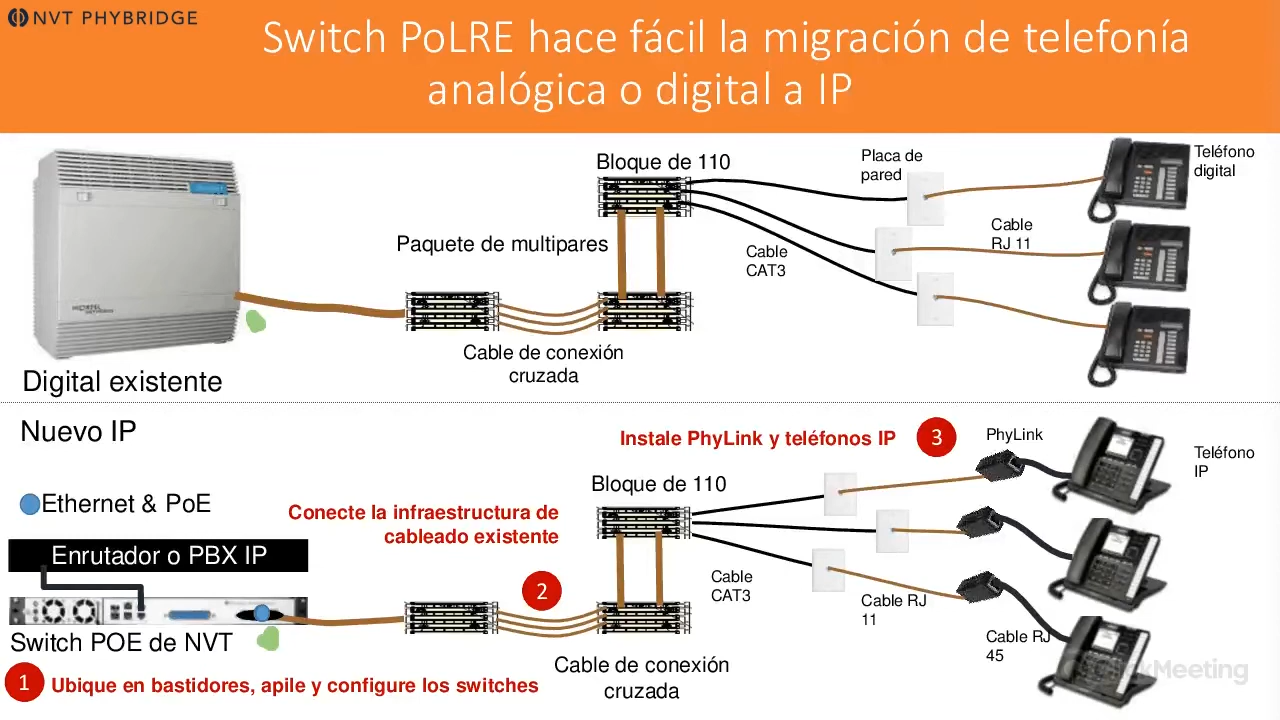 NVT PHYBRIDGE
Switch PoLRE hace fácil la migración de telefonía
analógica o digital a IP
Bloque de 110
Placa de
pared
Teléfono
digital
Paquete de multipares
Cable
CAT3
Cable
RJ 11
Cable de conexión
cruzada
Digital existente
Nuevo IP
Instale PhyLink y teléfonos IP
3
PhyLink
Teléfono
IP
Ethernet & PoE
Bloque de 110
Conecte la infraestructura de
cableado existente
Enrutador o PBX IP
2
Cable
CAT3
Cable RJ
11
Switch POE de NVT
Cable RJ
45
Cable de conexión
cruzada
1
Ubique en bastidores, apile y configure los switches
ClickMeeting